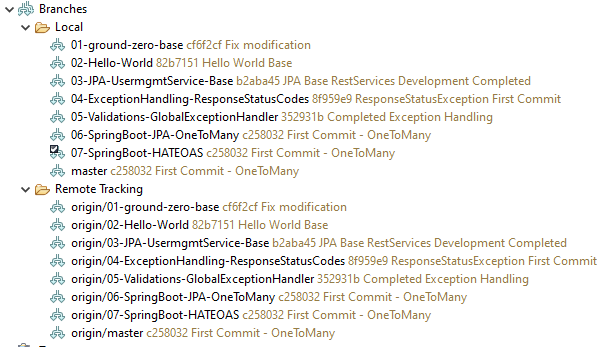 Branches
Local
01-ground-zero-base cf6f2cf Fix modification
02-Hello-World 82b7151 Hello World Base
03-JPA-UsermgmtService-Base b2aba45 JPA Base RestServices Development Completed
04-ExceptionHandling-ResponseStatusCodes 8f959e9 ResponseStatusException First Commit
05-Validations-GlobalExceptionHandler 352931b Completed Exception Handling
06-SpringBoot-JPA-OneToMany c258032 First Commit - OneToMany
07-SpringBoot-HATEOAS c258032 First Commit - OneToMany
master c258032 First Commit - OneToMany
Remote Tracking
origin/01-ground-zero-base cf6f2cf Fix modification
origin/02-Hello-World 82b7151 Hello World Base
origin/03-JPA-UsermgmtService-Base b2aba45 JPA Base RestServices Development Completed
origin/04-ExceptionHandling-ResponseStatusCodes 8f959e9 ResponseStatusException First Commit
origin/05-Validations-GlobalExceptionHandler 352931b Completed Exception Handling
origin/06-SpringBoot-JPA-OneToMany c258032 First Commit - OneToMany
origin/07-SpringBoot-HATEOAS c258032 First Commit - OneToMany
origin/master c258032 First Commit - OneToMany